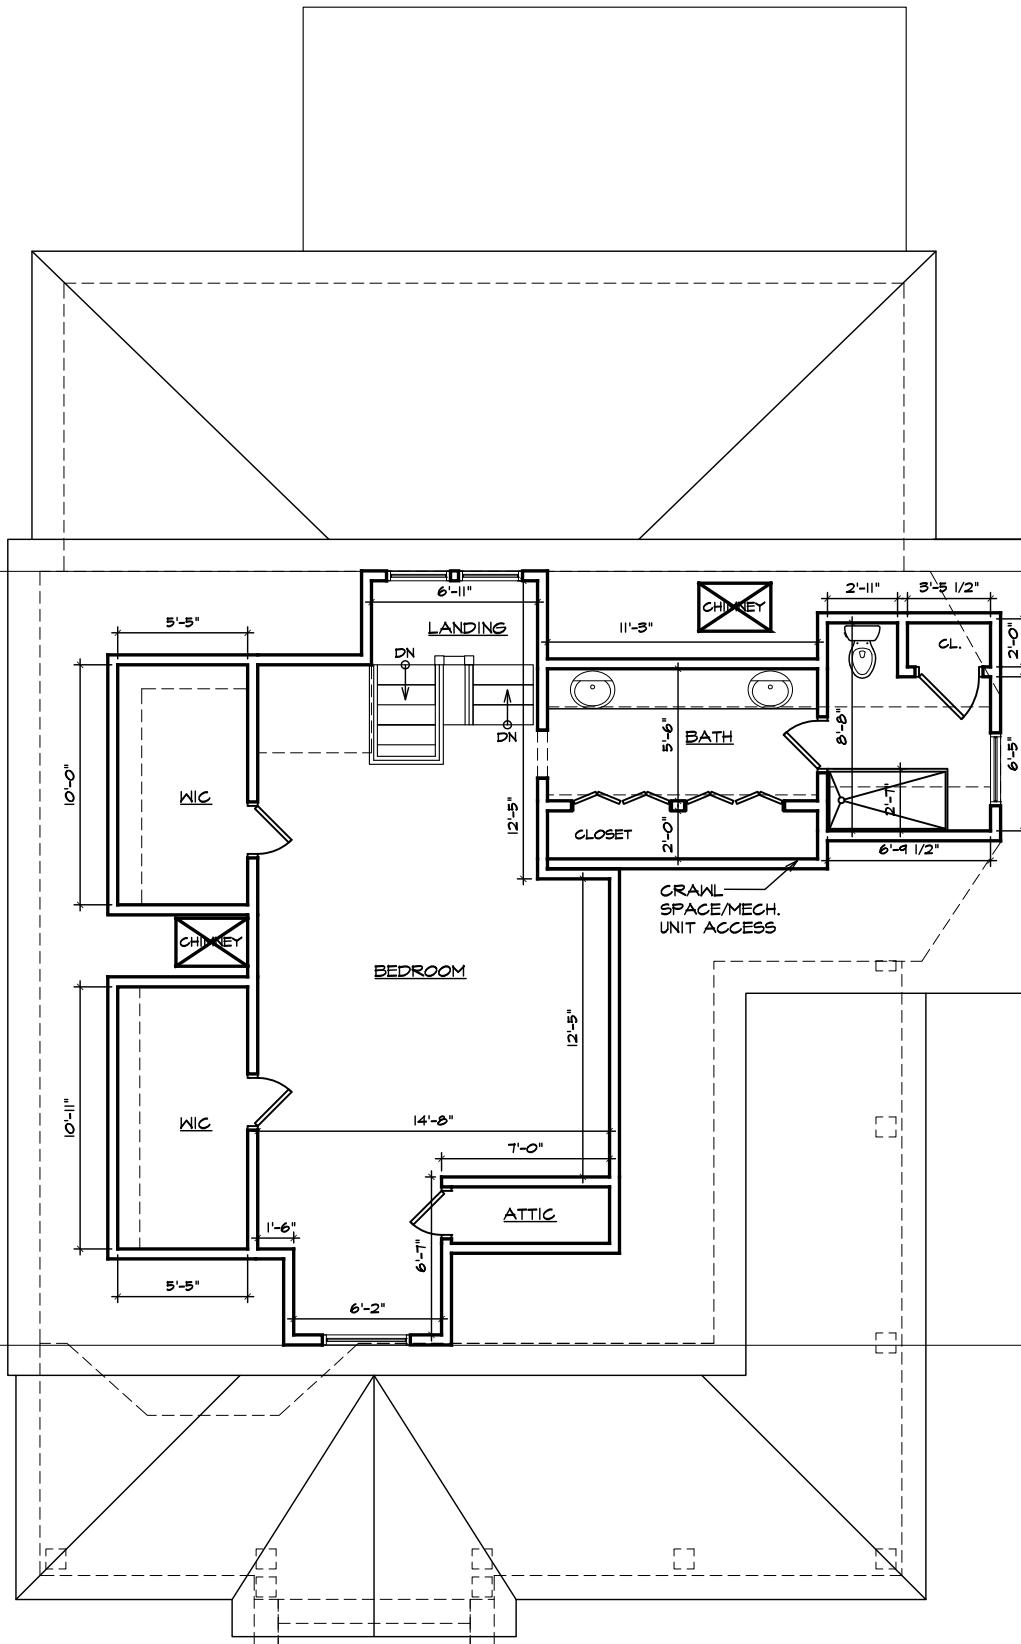 6'-11"
LANDING
DN
DN
5'-5"
10'-0"
WIC
CHIMNEY
11'-3"
CHIMNEY
2'-11"
3'-5 1/2"
CL.
2'-0"
8'-8"
6'-5"
5'-6"
BATH
2'-7"
6'-9 1/2"
12'-5"
CLOSET
2'-0"
CRAWL
SPACE/MECH.
UNIT ACCESS
BEDROOM
12'-5"
10'-11"
WIC
14'-8"
7'-0"
ATTIC
1'-6"
6'-7"
5'-5"
6'-2"